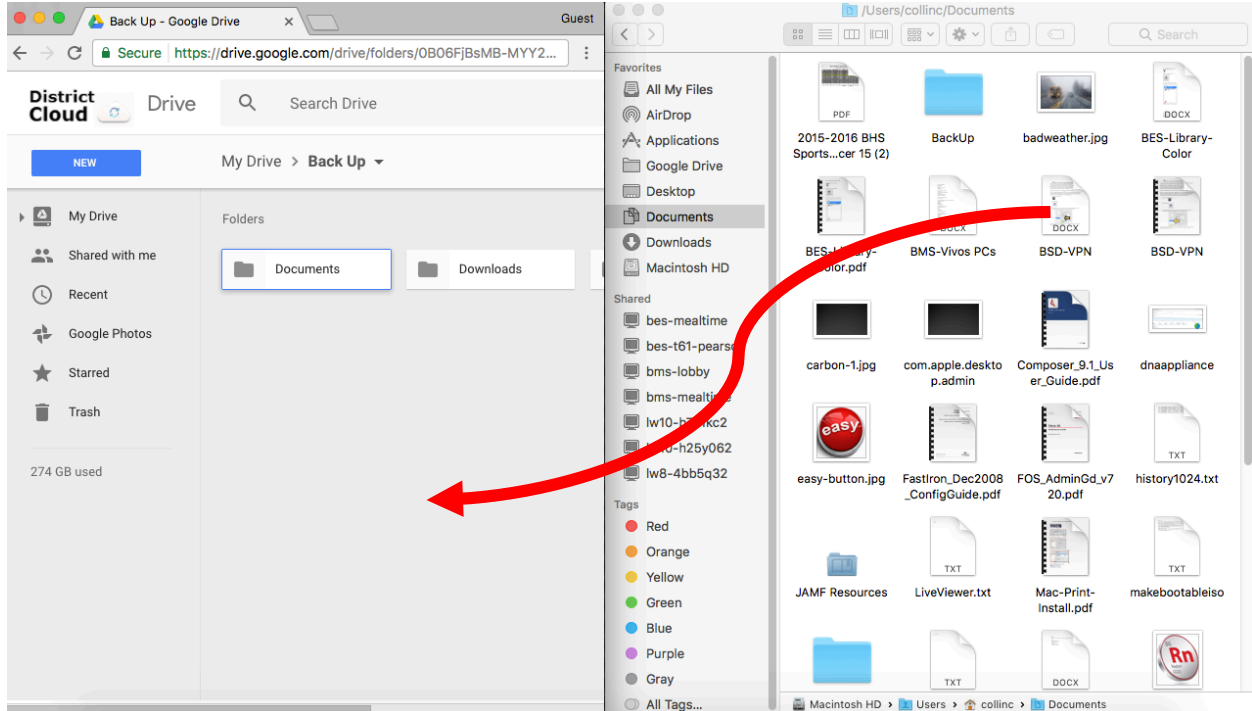 Back Up - Google Drive
Guest
Secure https://drive.google.com/drive/folders/0B06FjBsMB-MYY2...
District
Cloud
Drive
Search Drive
NEW
My Drive > Back Up
My Drive
Shared with me
Recent
Google Photos
Starred
Trash
274 GB used
Folders
Documents
Downloads
/Users/collinc/Documents
Search
Favorites
All My Files
AirDrop
Applications
Google Drive
Desktop
Documents
Downloads
Macintosh HD
Shared
bes-mealtime
bes-t61-pearso
bms-lobby
bms-mealtime
lw8-4bb5q32
Tags
Red
Orange
Yellow
Green
Blue
Purple
Gray
All Tags...
PDF
DOCX
2015-2016 BHS
Sports...cer 15 (2)
BackUp
badweather.jpg
BES-Library-
Color
DOCX
DOCX
BES-Library-
Color.pdf
BMS-Vivos PCs
BSD-VPN
BSD-VPN
carbon-1.jpg
com.apple.deskto
p.admin
Composer_9.1_Us
er_Guide.pdf
dnaappliance
easy
TXT
easy-button.jpg
FastIron_Dec2008
_ConfigGuide.pdf
FOS_AdminGd_v7
20.pdf
history1024.txt
TXT
TXT
JAMF Resources
LiveViewer.txt
Mac-Print-
Install.pdf
makebootableiso
TXT
DOCX
Rn
Macintosh HD > Users > collinc > Documents